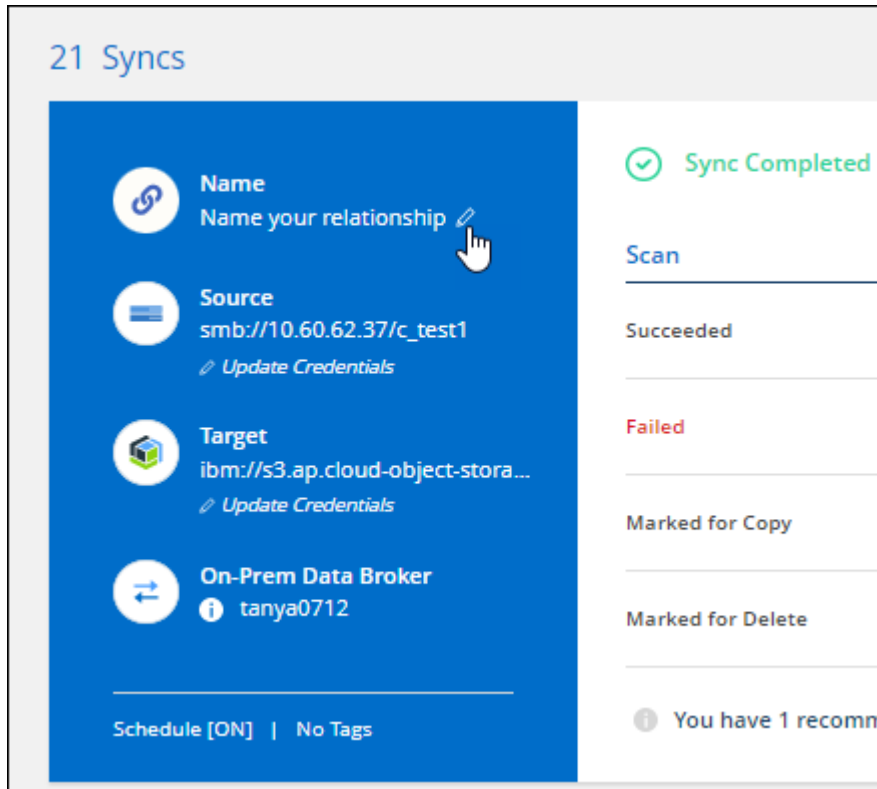 21 Syncs
Name
Name your relationship
Source
smb://10.60.62.37/c_test1
Update Credentials
Target
ibm://s3.ap.cloud-object-stora...
Update Credentials
On-Prem Data Broker
tanya0712
Schedule [ON] | No Tags
Sync Completed
Scan
Succeeded
Failed
Marked for Copy
Marked for Delete
You have 1